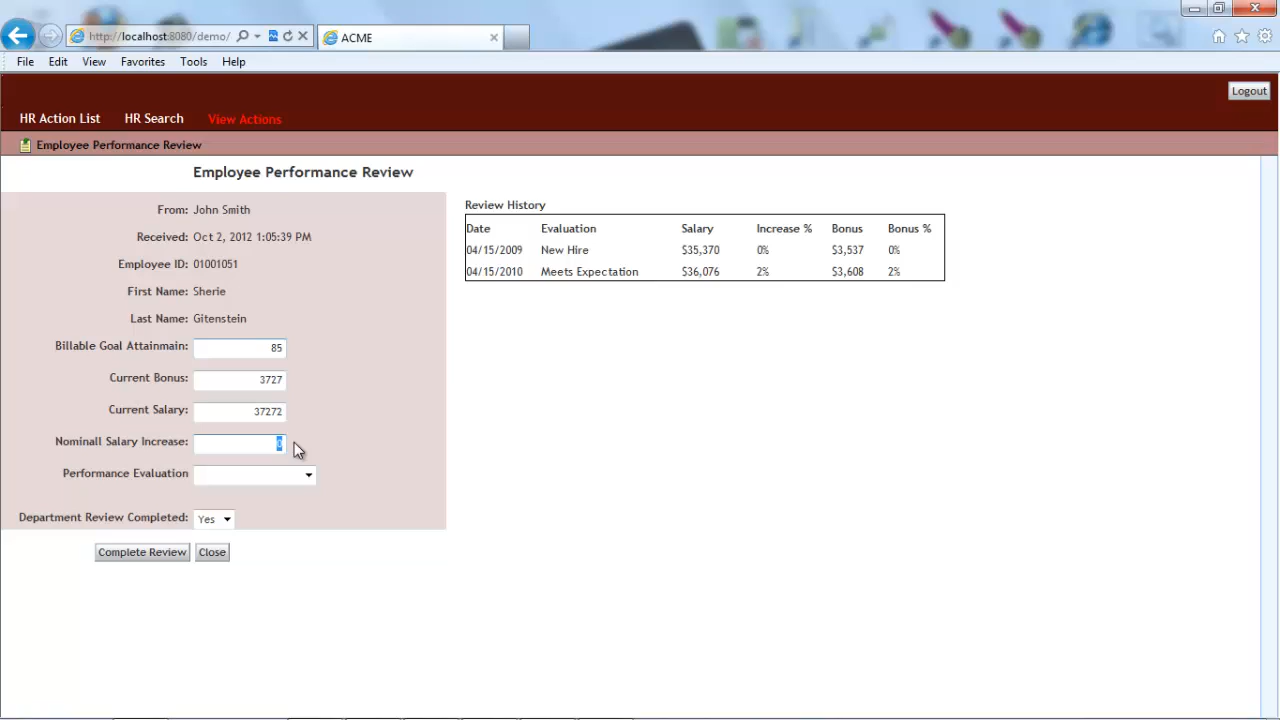 http://localhost:8080/demo/
ACME
File Edit View Favorites Tools Help
Logout
HR Action List HR Search View Actions
Employee Performance Review
Employee Performance Review
From: John Smith
Received: Oct 2, 2012 1:05:39 PM
Employee ID: 01001051
First Name: Sherie
Last Name: Gitenstein
Billable Goal Attainmain: 85
Current Bonus: 3727
Current Salary: 37272
Nominall Salary Increase: 0
Performance Evaluation
Department Review Completed: Yes
Complete Review Close
Review History
Date Evaluation Salary Increase % Bonus Bonus %
04/15/2009 New Hire $35,370 0% $3,537 0%
04/15/2010 Meets Expectation $36,076 2% $3,608 2%